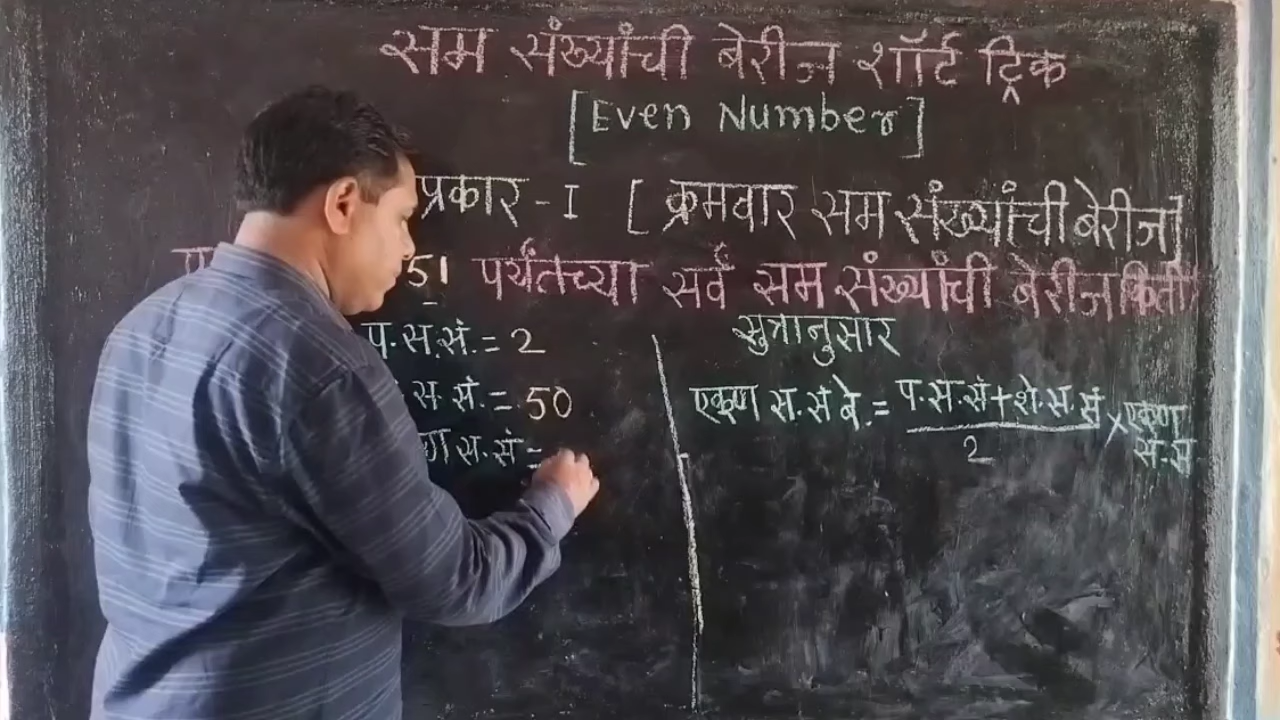 सम संख्यांची बेरीज शॉर्ट ट्रिक
[Even Number]
प्रकार - I [क्रमवार सम संख्यांची बेरीज]
51 पर्यंतच्या सर्व सम संख्यांची बेरीज किती
प.स.सं. = 2
स.सं. = 50
स.सं =
सुत्रानुसार
एकूण स.सं बे. = प.स.सं + शे.स.सं / 2 × एकूण स.स